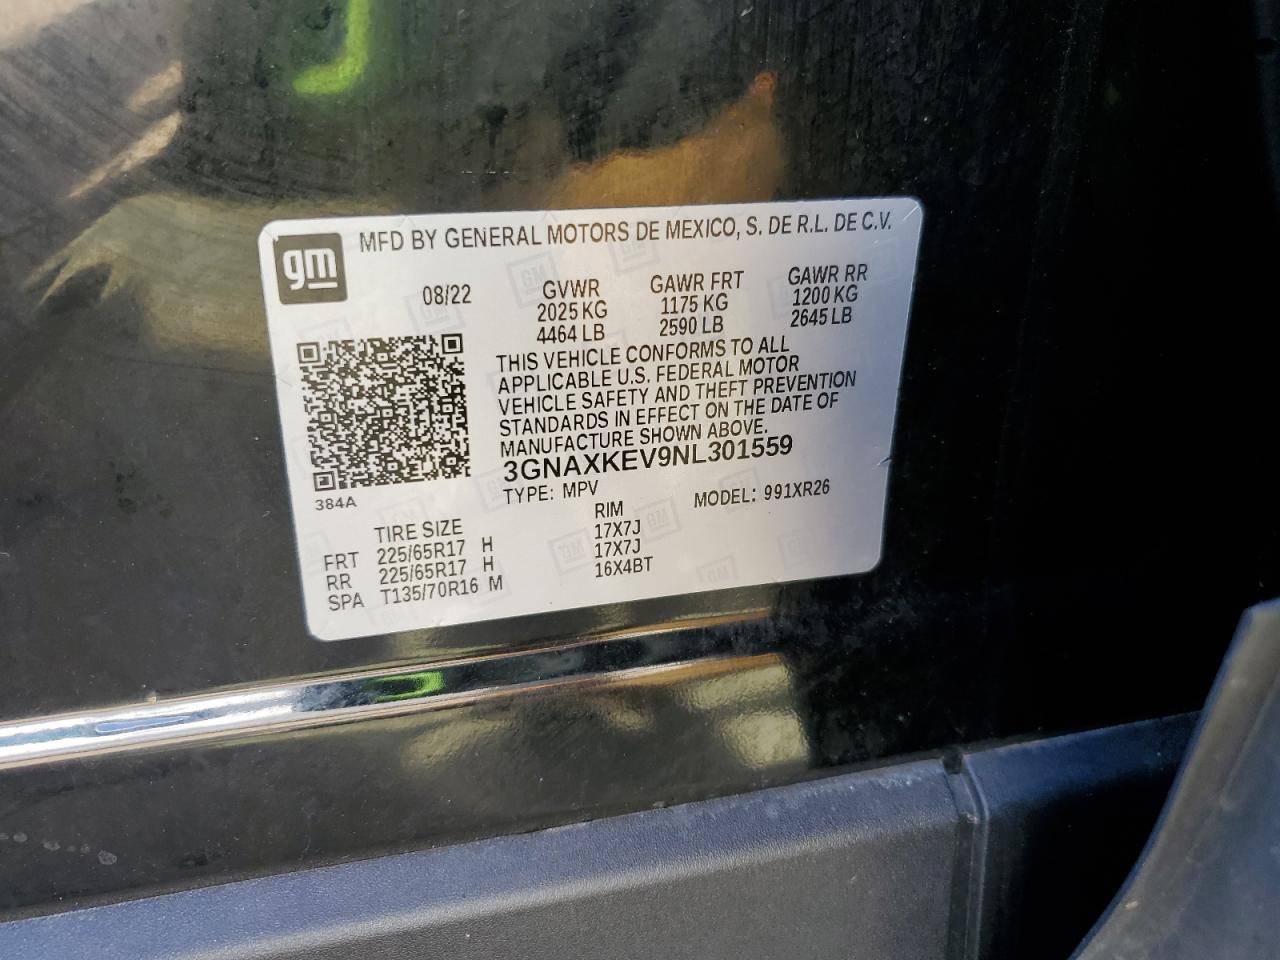 gm
MFD BY GENERAL MOTORS DE MEXICO, S. DE R.L. DE C.V.
08/22 GVWR GAWR FRT GAWR RR
2025 KG 1175 KG 1200 KG
4464 LB 2590 LB 2645 LB
THIS VEHICLE CONFORMS TO ALL
APPLICABLE U.S. FEDERAL MOTOR
VEHICLE SAFETY AND THEFT PREVENTION
STANDARDS IN EFFECT ON THE DATE OF
MANUFACTURE SHOWN ABOVE.
3GNAXKEV9NL301559
TYPE: MPV MODEL: 991XR26
384A
TIRE SIZE RIM
FRT 225/65R17 H 17X7J
RR 225/65R17 H 17X7J
SPA T135/70R16 M 16X4BT